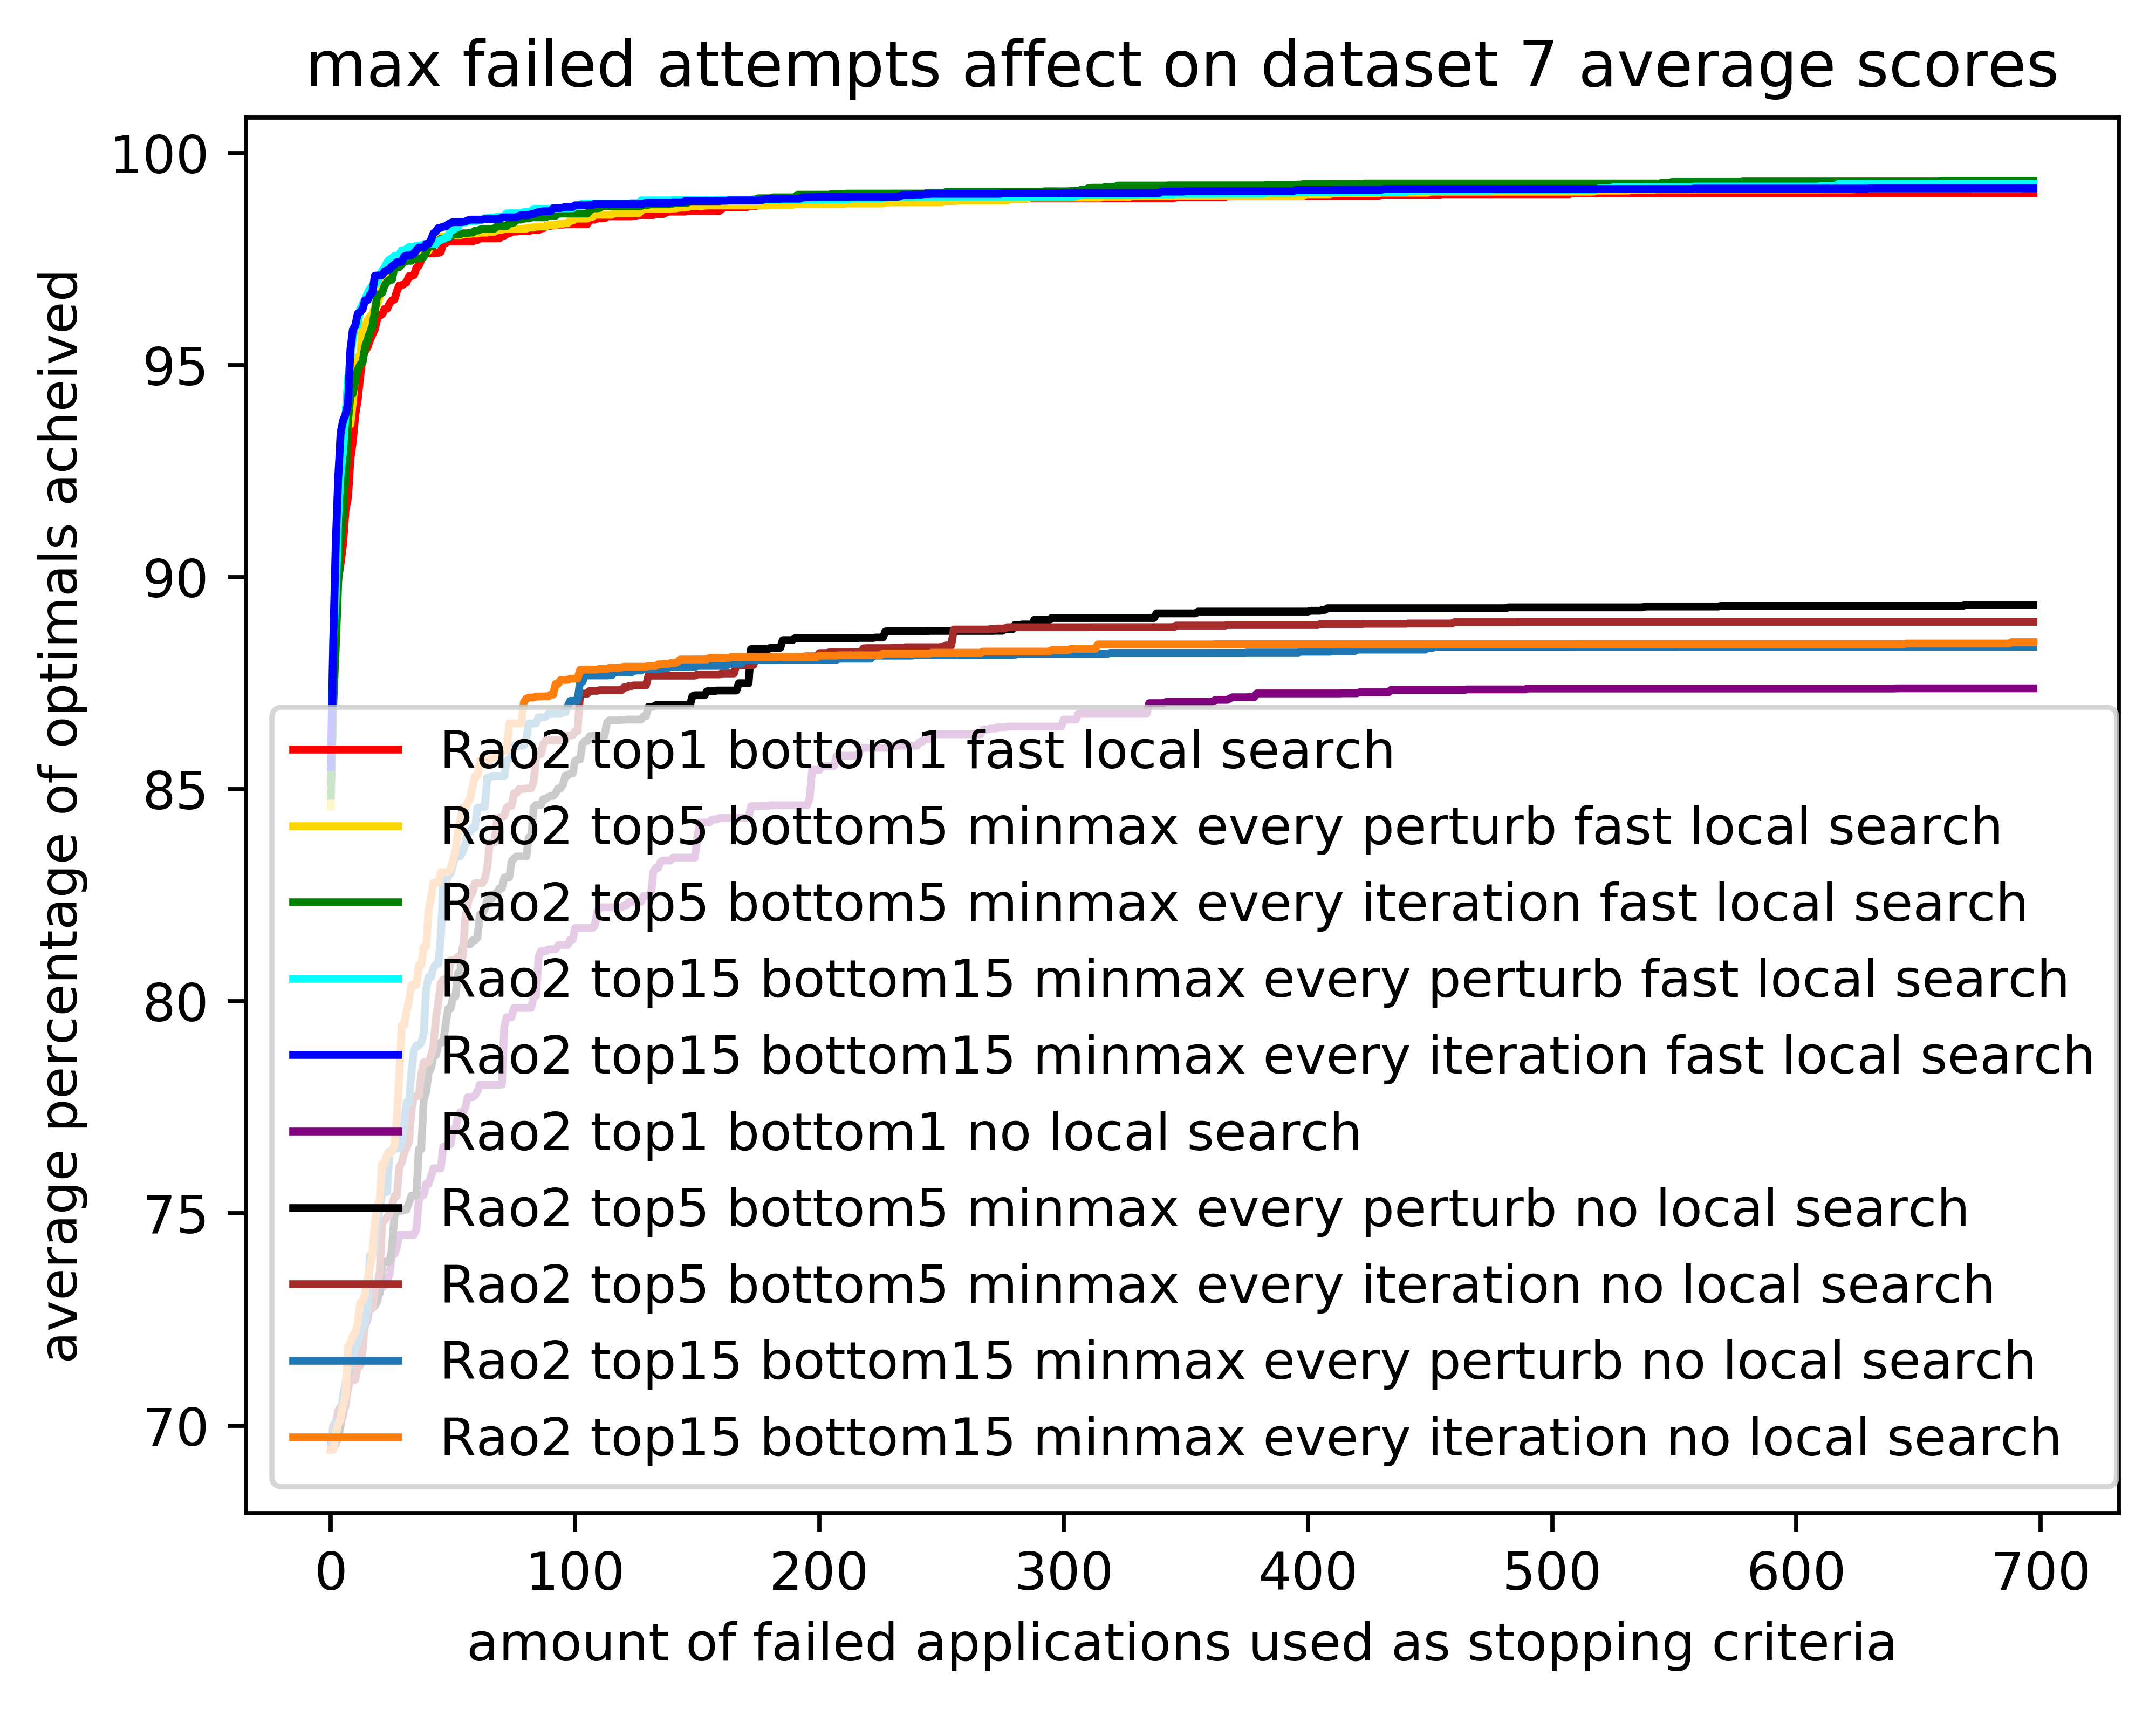 max failed attempts affect on dataset 7 average scores
average percentage of optimals acheived
100
95
90
85
80
75
70
Rao2 top1 bottom1 fast local search
Rao2 top5 bottom5 minmax every perturb fast local search
Rao2 top5 bottom5 minmax every iteration fast local search
Rao2 top15 bottom15 minmax every perturb fast local search
Rao2 top15 bottom15 minmax every iteration fast local search
Rao2 top1 bottom1 no local search
Rao2 top5 bottom5 minmax every perturb no local search
Rao2 top5 bottom5 minmax every iteration no local search
Rao2 top15 bottom15 minmax every perturb no local search
Rao2 top15 bottom15 minmax every iteration no local search
0 100 200 300 400 500 600 700
amount of failed applications used as stopping criteria